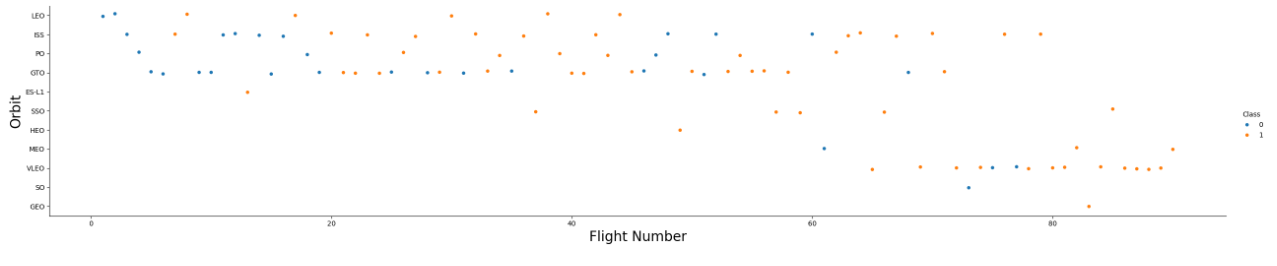 LEO
ISS
PO
GTO
ES-L1
SSO
HEO
MEO
VLEO
SO
GEO
Orbit
0 20 40 60 80
Flight Number
Class
0
1